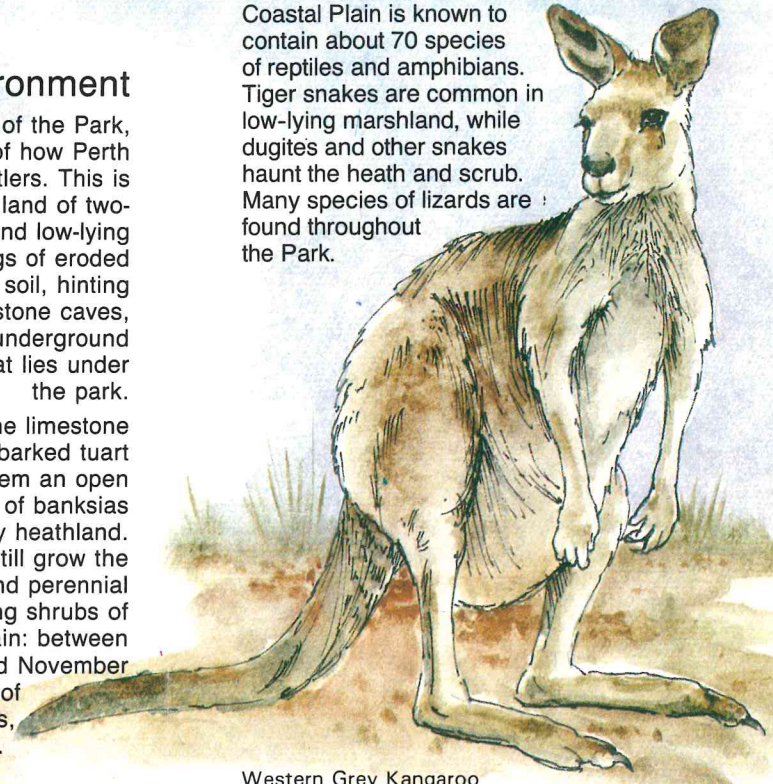 ronment
of the Park,
of how Perth
tlers. This is
land of two-
nd low-lying
gs of eroded
soil, hinting
stone caves,
underground
at lies under
the park.
ne limestone
barked tuart
em an open
of banksias
y heathland.
till grow the
nd perennial
ng shrubs of
ain: between
d November
of
s,
.
Coastal Plain is known to
contain about 70 species
of reptiles and amphibians.
Tiger snakes are common in
low-lying marshland, while
dugites and other snakes
haunt the heath and scrub.
Many species of lizards are
found throughout
the Park.
Western Grey Kangaroo